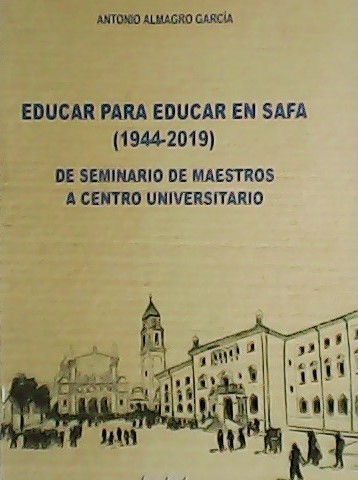 ANTONIO ALMAGRO GARCÍA
EDUCAR PARA EDUCAR EN SAFA
(1944-2019)
DE SEMINARIO DE MAESTROS
A CENTRO UNIVERSITARIO